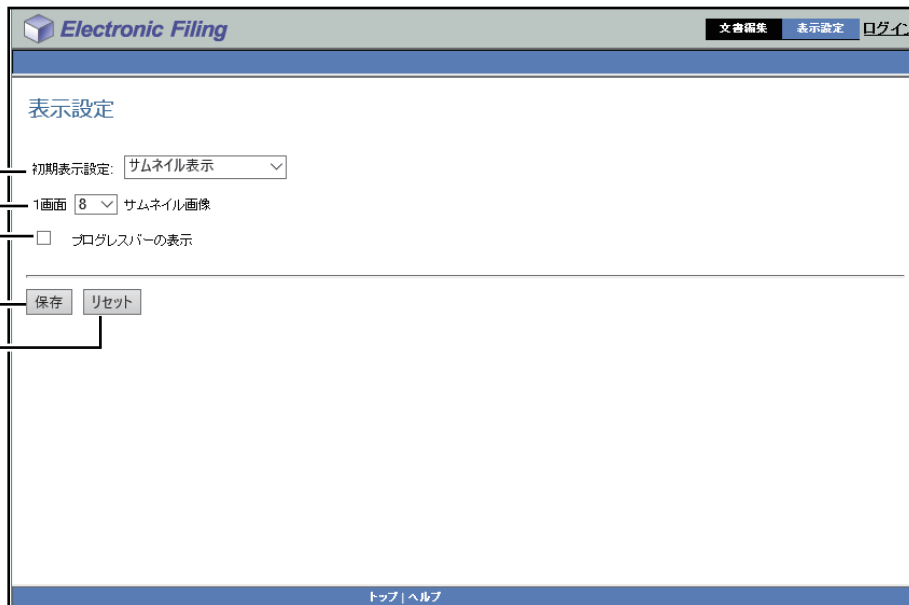 Electronic Filing
文書編集 表示設定 ログイン
表示設定
初期表示設定: サムネイル表示
1画面 8 サムネイル画像
プログレスバーの表示
保存 リセット
トップ | ヘルプ